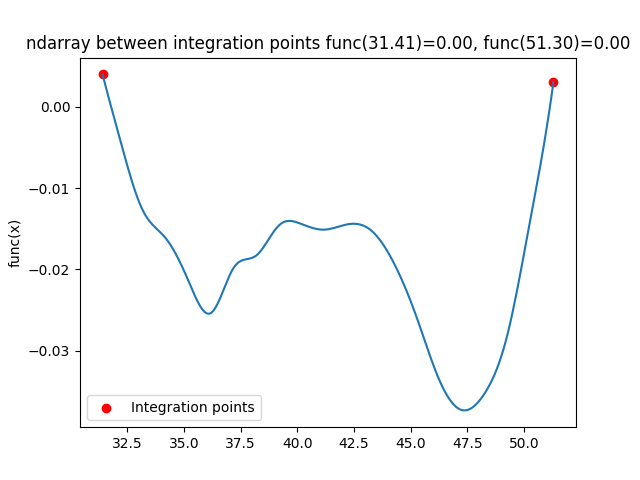 ndarray between integration points func(31.41)=0.00, func(51.30)=0.00
0.00
−0.01
−0.02
−0.03
func(x)
Integration points
32.5 35.0 37.5 40.0 42.5 45.0 47.5 50.0